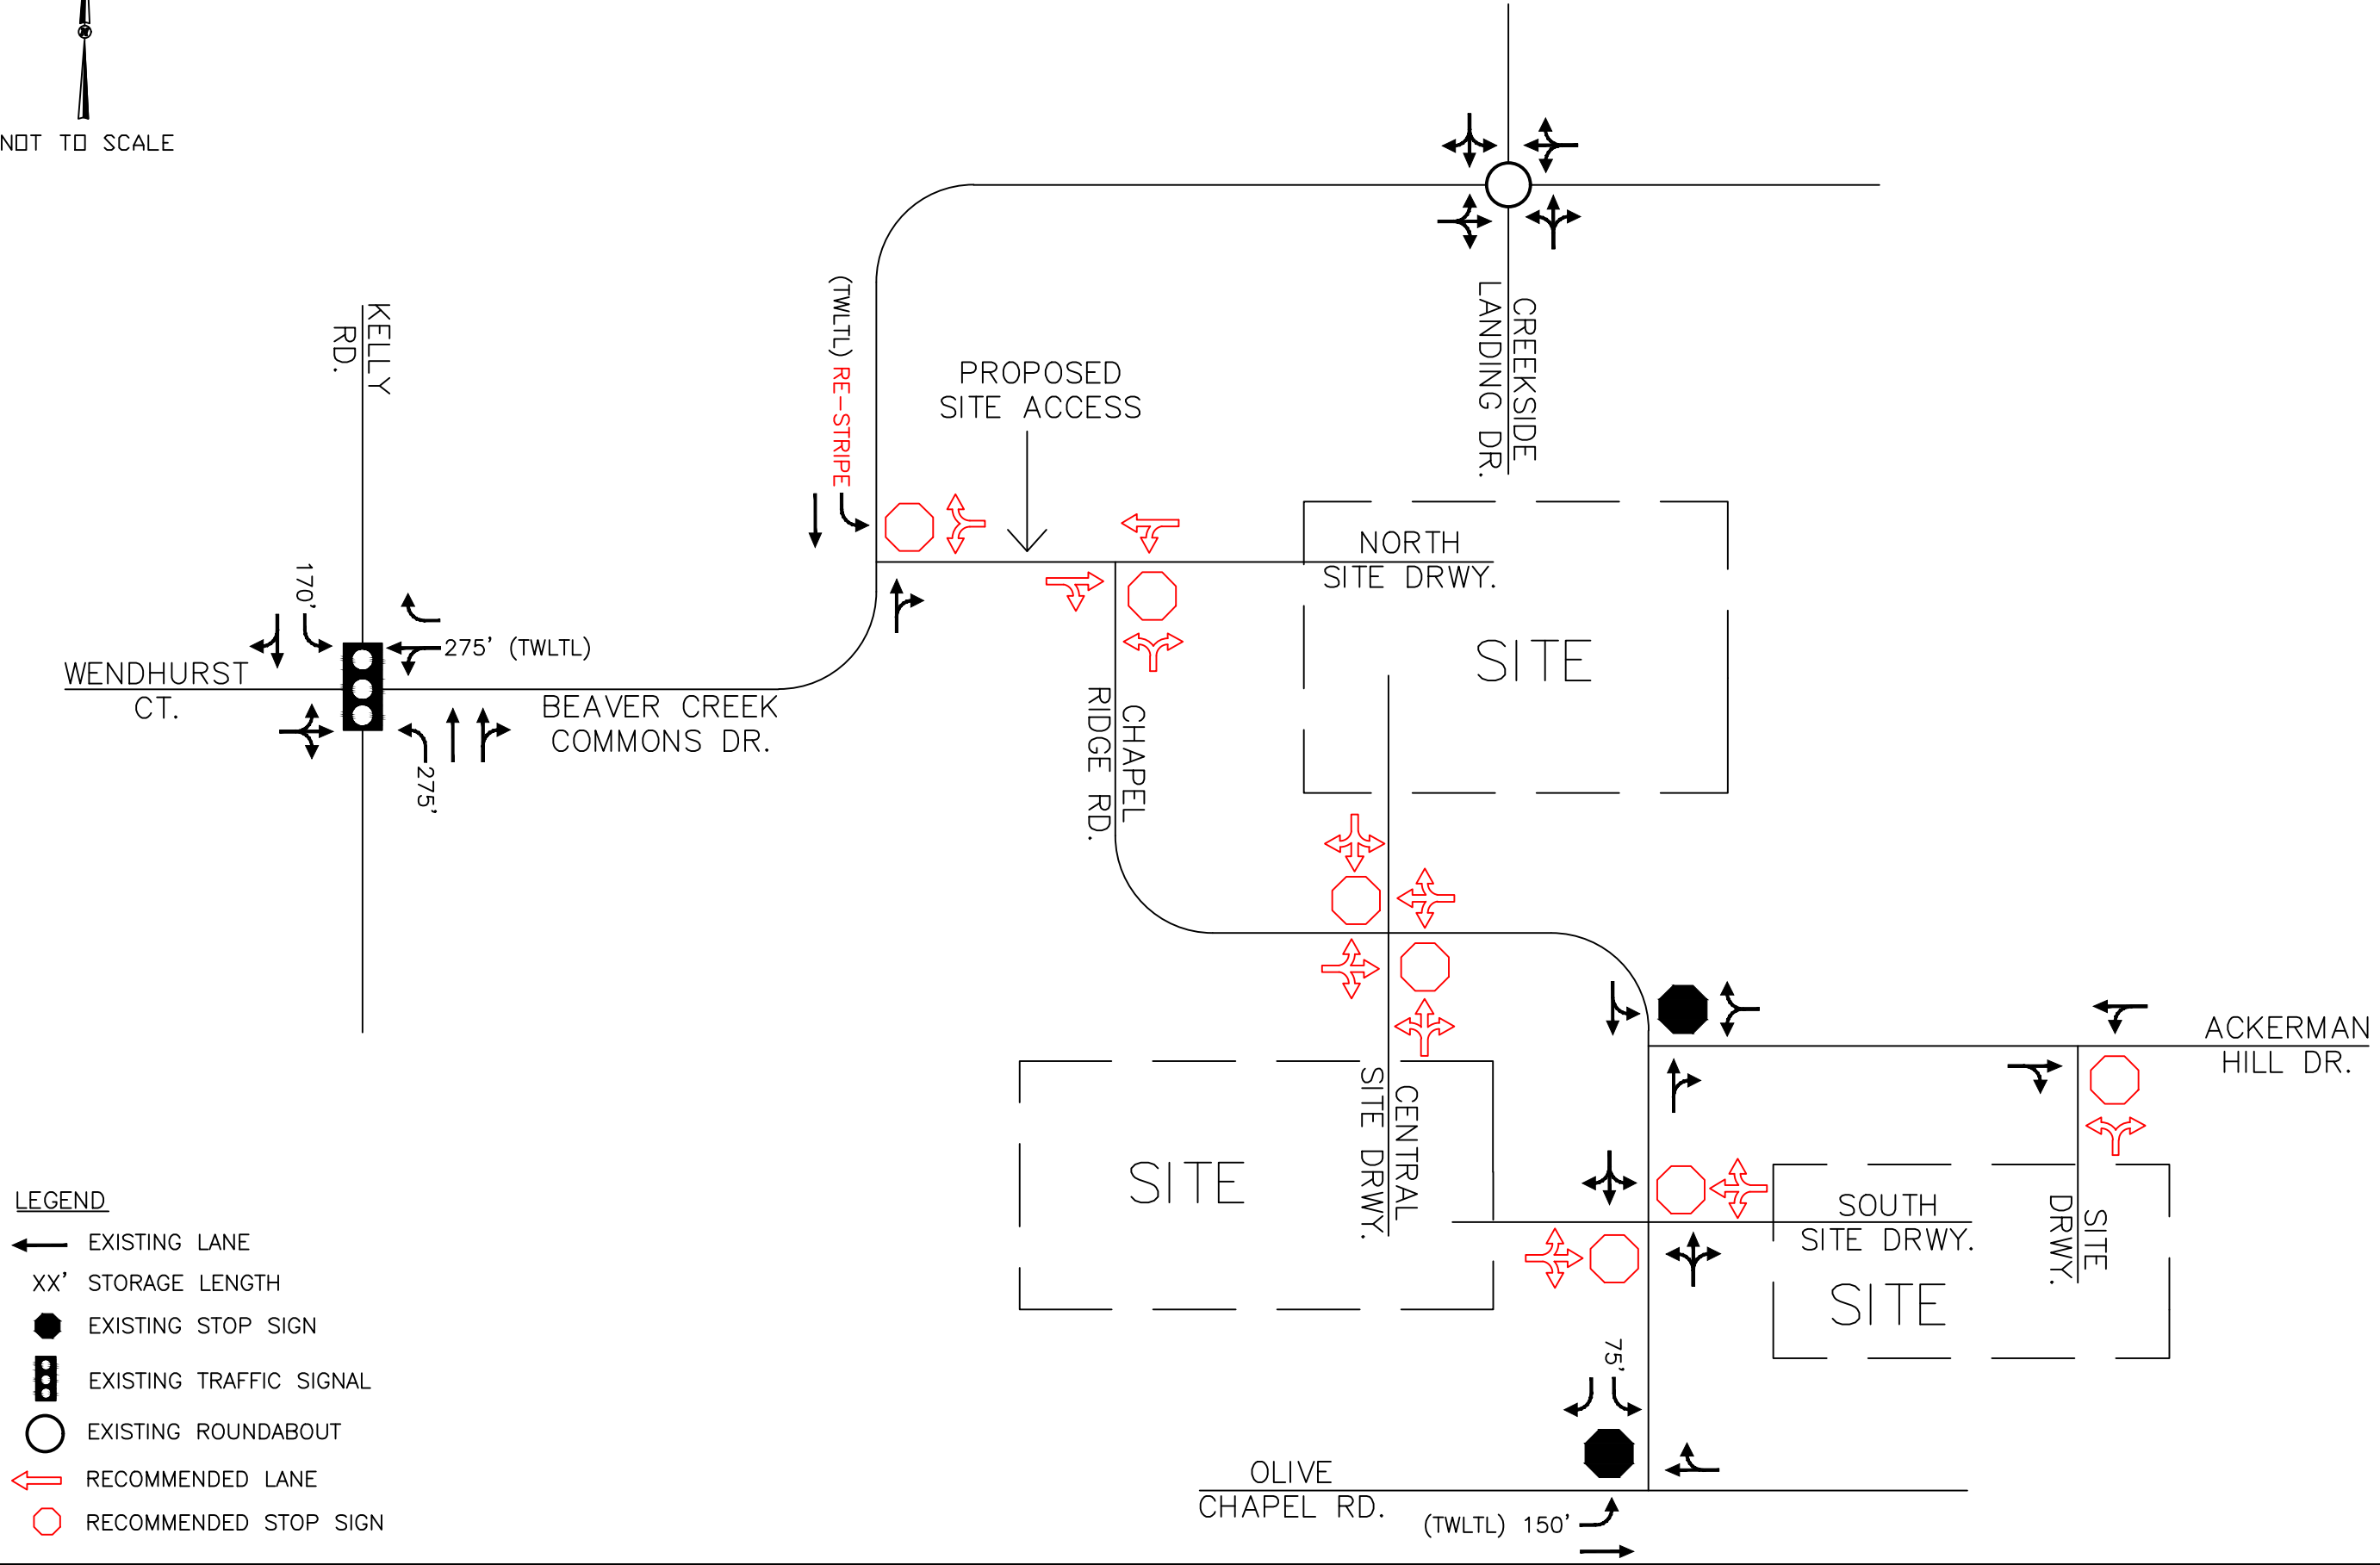 NOT TO SCALE
KELLY
RD.
(TWLTL) RE-STRIPE
PROPOSED
SITE ACCESS
CREEKSIDE
LANDING DR.
NORTH
SITE DRWY.
SITE
170'
275' (TWLTL)
WENDHURST
CT.
BEAVER CREEK
COMMONS DR.
275'
CHAPEL
RIDGE RD.
ACKERMAN
HILL DR.
CENTRAL
SITE DRWY.
SITE
SOUTH
SITE DRWY.
SITE
DRWY.
SITE
75'
OLIVE
CHAPEL RD.
(TWLTL) 150'
LEGEND
EXISTING LANE
XX' STORAGE LENGTH
EXISTING STOP SIGN
EXISTING TRAFFIC SIGNAL
EXISTING ROUNDABOUT
RECOMMENDED LANE
RECOMMENDED STOP SIGN